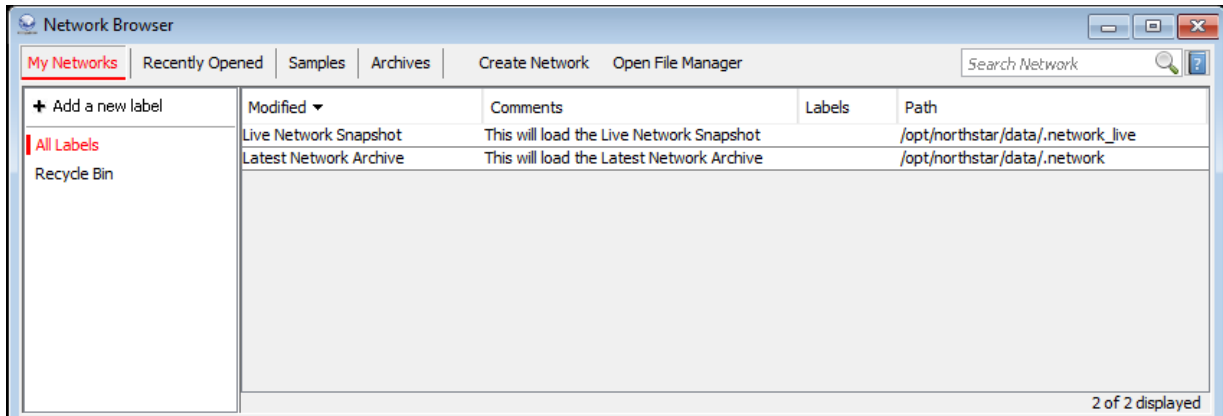 Network Browser
My Networks Recently Opened Samples Archives Create Network Open File Manager Search Network ?
+ Add a new label
All Labels
Recycle Bin
Modified Comments Labels Path
Live Network Snapshot This will load the Live Network Snapshot /opt/northstar/data/.network_live
Latest Network Archive This will load the Latest Network Archive /opt/northstar/data/.network
2 of 2 displayed